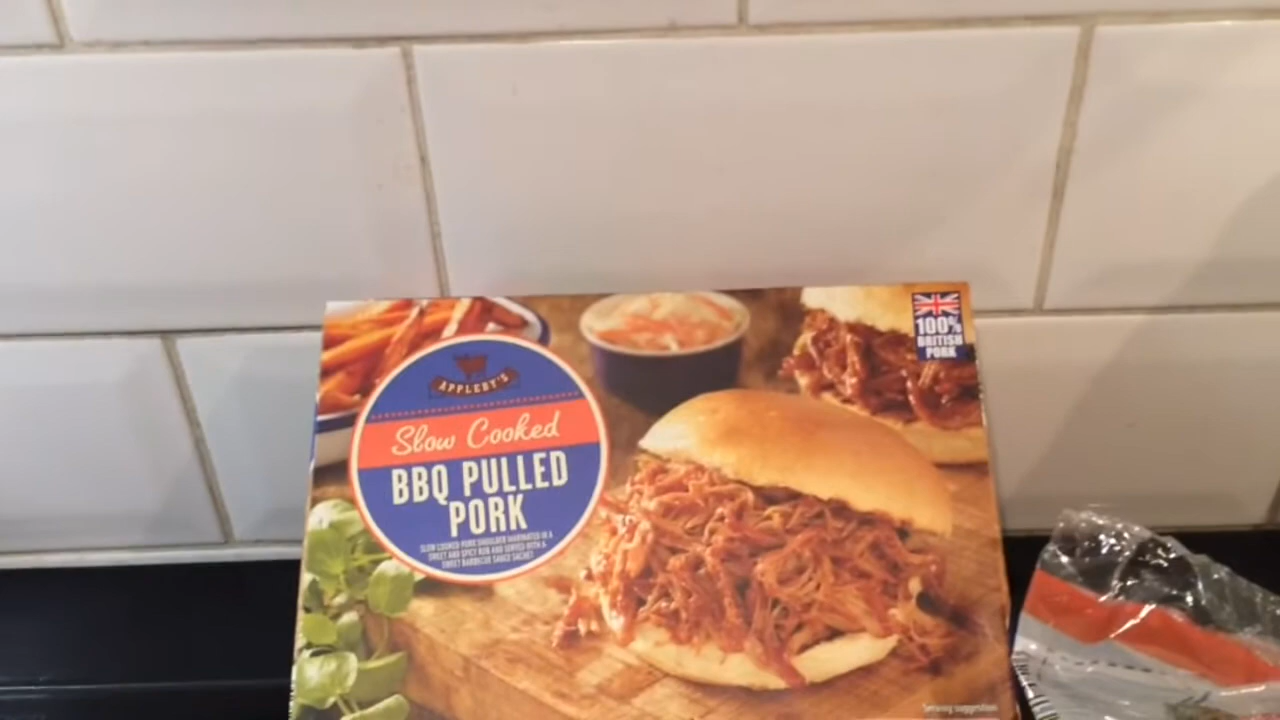 APPLEBY'S
Slow Cooked
BBQ PULLED
PORK
SLOW COOKED PORK SHOULDER MARINATED IN A
SWEET AND SPICY RUB AND SERVED WITH A
SWEET BARBECUE SAUCE SACHET
100%
BRITISH
PORK
Serving suggestion